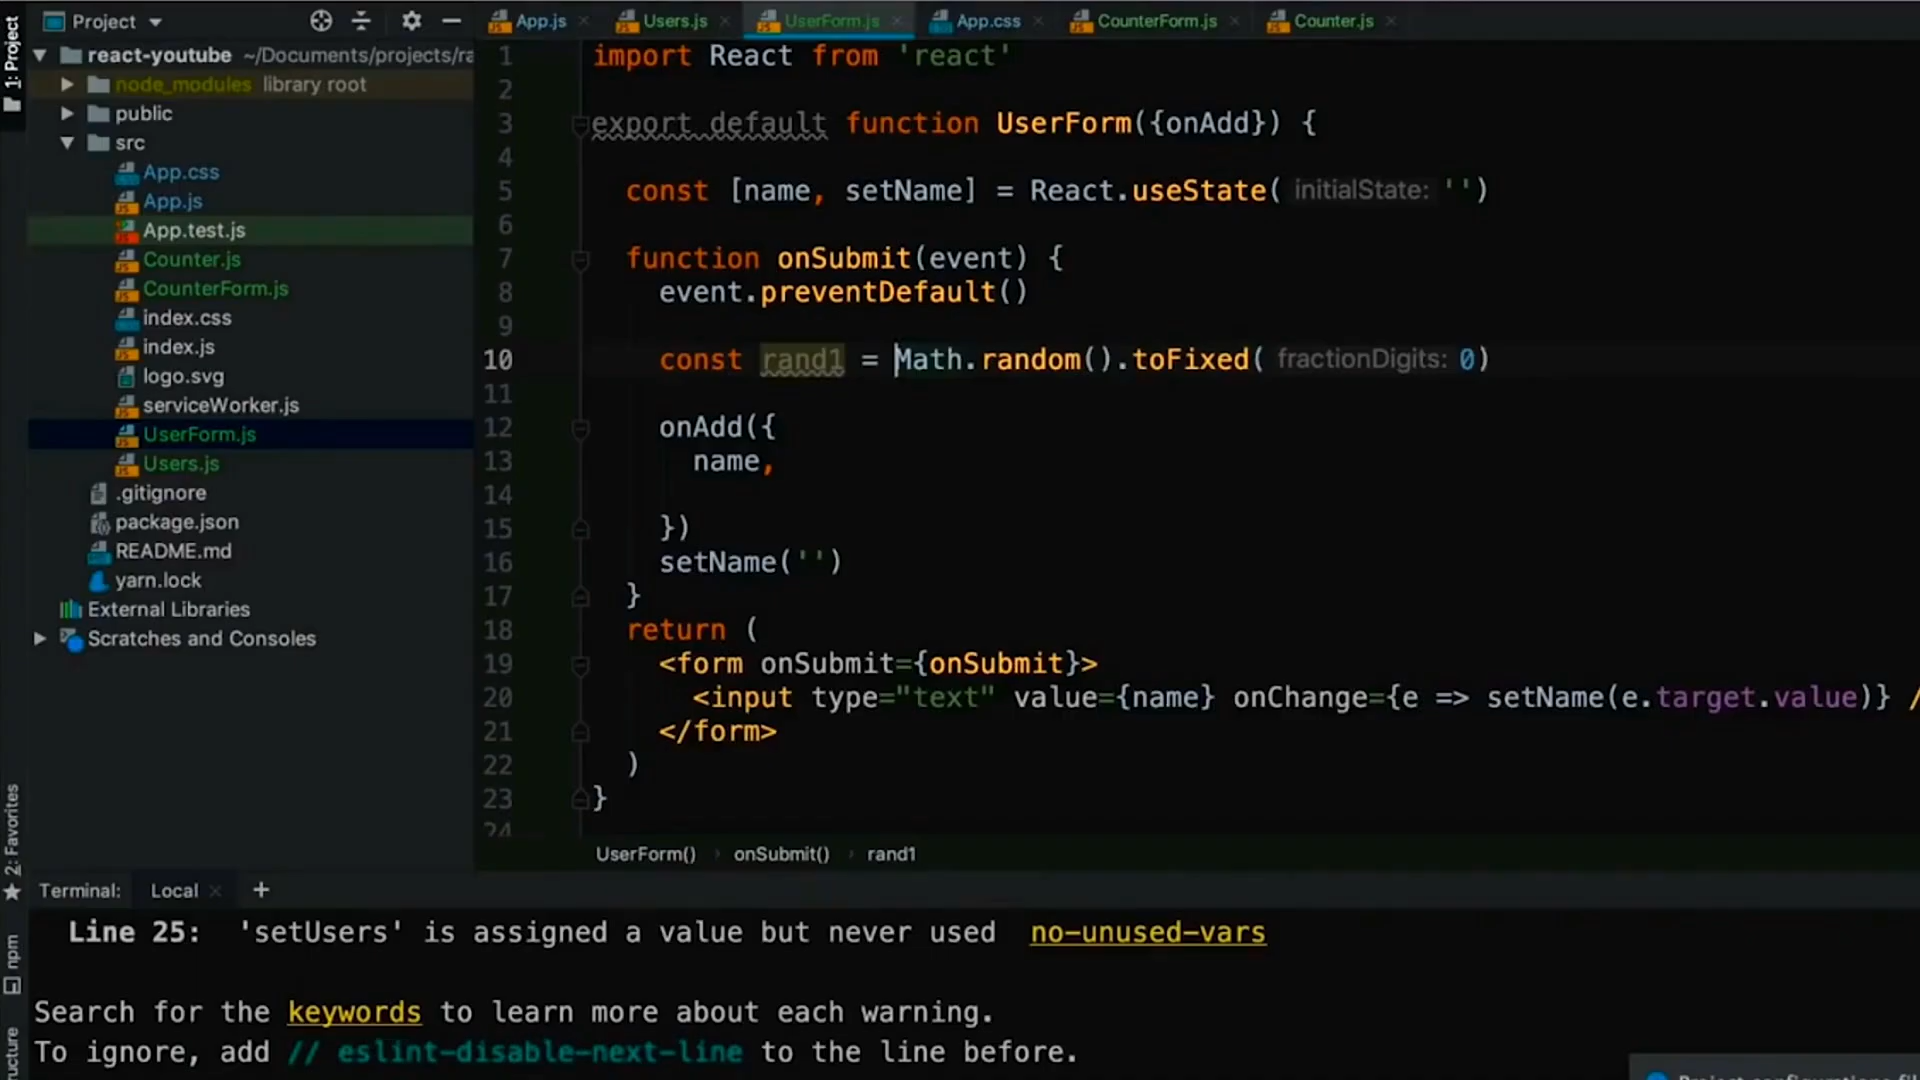 1: Project
Project
react-youtube ~/Documents/projects/ra
node_modules library root
public
src
App.css
App.js
App.test.js
Counter.js
CounterForm.js
index.css
index.js
logo.svg
serviceWorker.js
UserForm.js
Users.js
.gitignore
package.json
README.md
yarn.lock
External Libraries
Scratches and Consoles
App.js Users.js UserForm.js App.css CounterForm.js Counter.js
1 import React from 'react'
2
3 export default function UserForm({onAdd}) {
4
5 const [name, setName] = React.useState( initialState: '')
6
7 function onSubmit(event) {
8 event.preventDefault()
9
10 const rand1 = Math.random().toFixed( fractionDigits: 0)
11
12 onAdd({
13 name,
14
15 })
16 setName('')
17 }
18 return (
19 <form onSubmit={onSubmit}>
20 <input type="text" value={name} onChange={e => setName(e.target.value)} /
21 </form>
22 )
23 }
24
UserForm() › onSubmit() › rand1
2: Favorites
npm
Terminal: Local +
Line 25: 'setUsers' is assigned a value but never used no-unused-vars
Search for the keywords to learn more about each warning.
To ignore, add // eslint-disable-next-line to the line before.